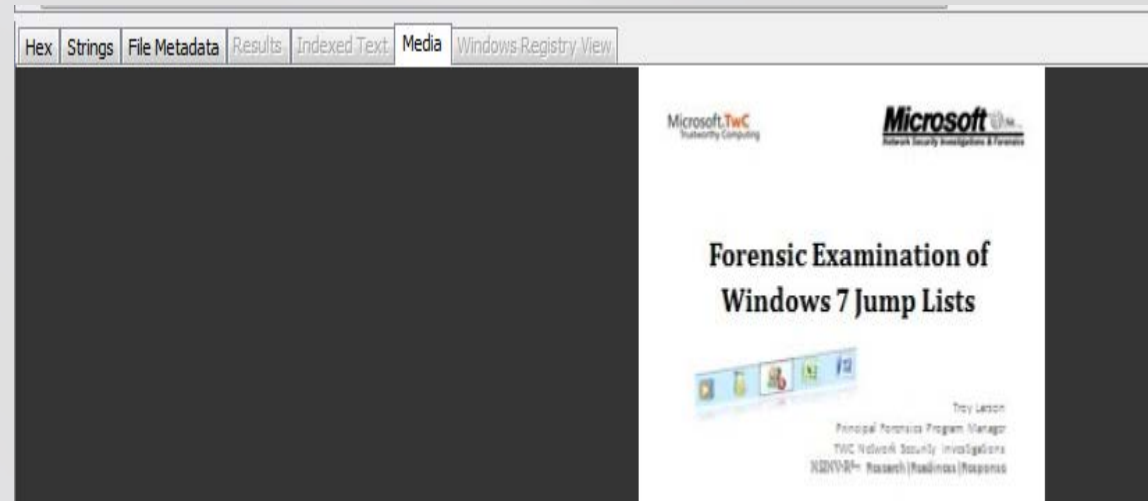 Hex Strings File Metadata Results Indexed Text Media Windows Registry View
Microsoft TwC
Trustworthy Computing
Microsoft
Network Security Investigations & Forensics
Forensic Examination of
Windows 7 Jump Lists
Troy Larson
Principal Forensics Program Manager
TWC Network Security Investigations
Research|Readiness|Response